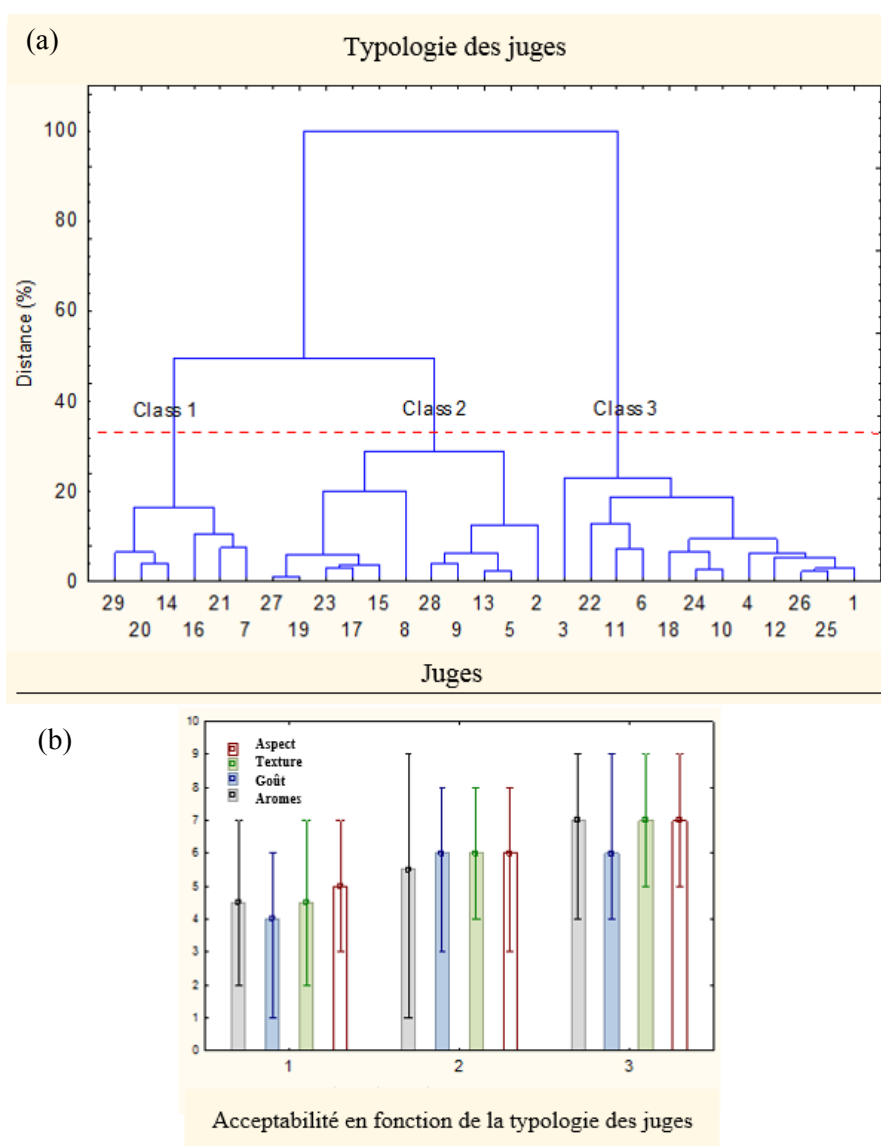 (a)
Typologie des juges
100
80
60
40
20
0
Distance (%)
Class 1 Class 2 Class 3
29 14 21 27 23 15 28 13 2 22 6 24 4 26 1
20 16 7 19 17 8 9 5 3 11 18 10 12 25
Juges
(b)
10
9
8
7
6
5
4
3
2
1
0
Aspect
Texture
Goût
Aromes
1 2 3
Acceptabilité en fonction de la typologie des juges